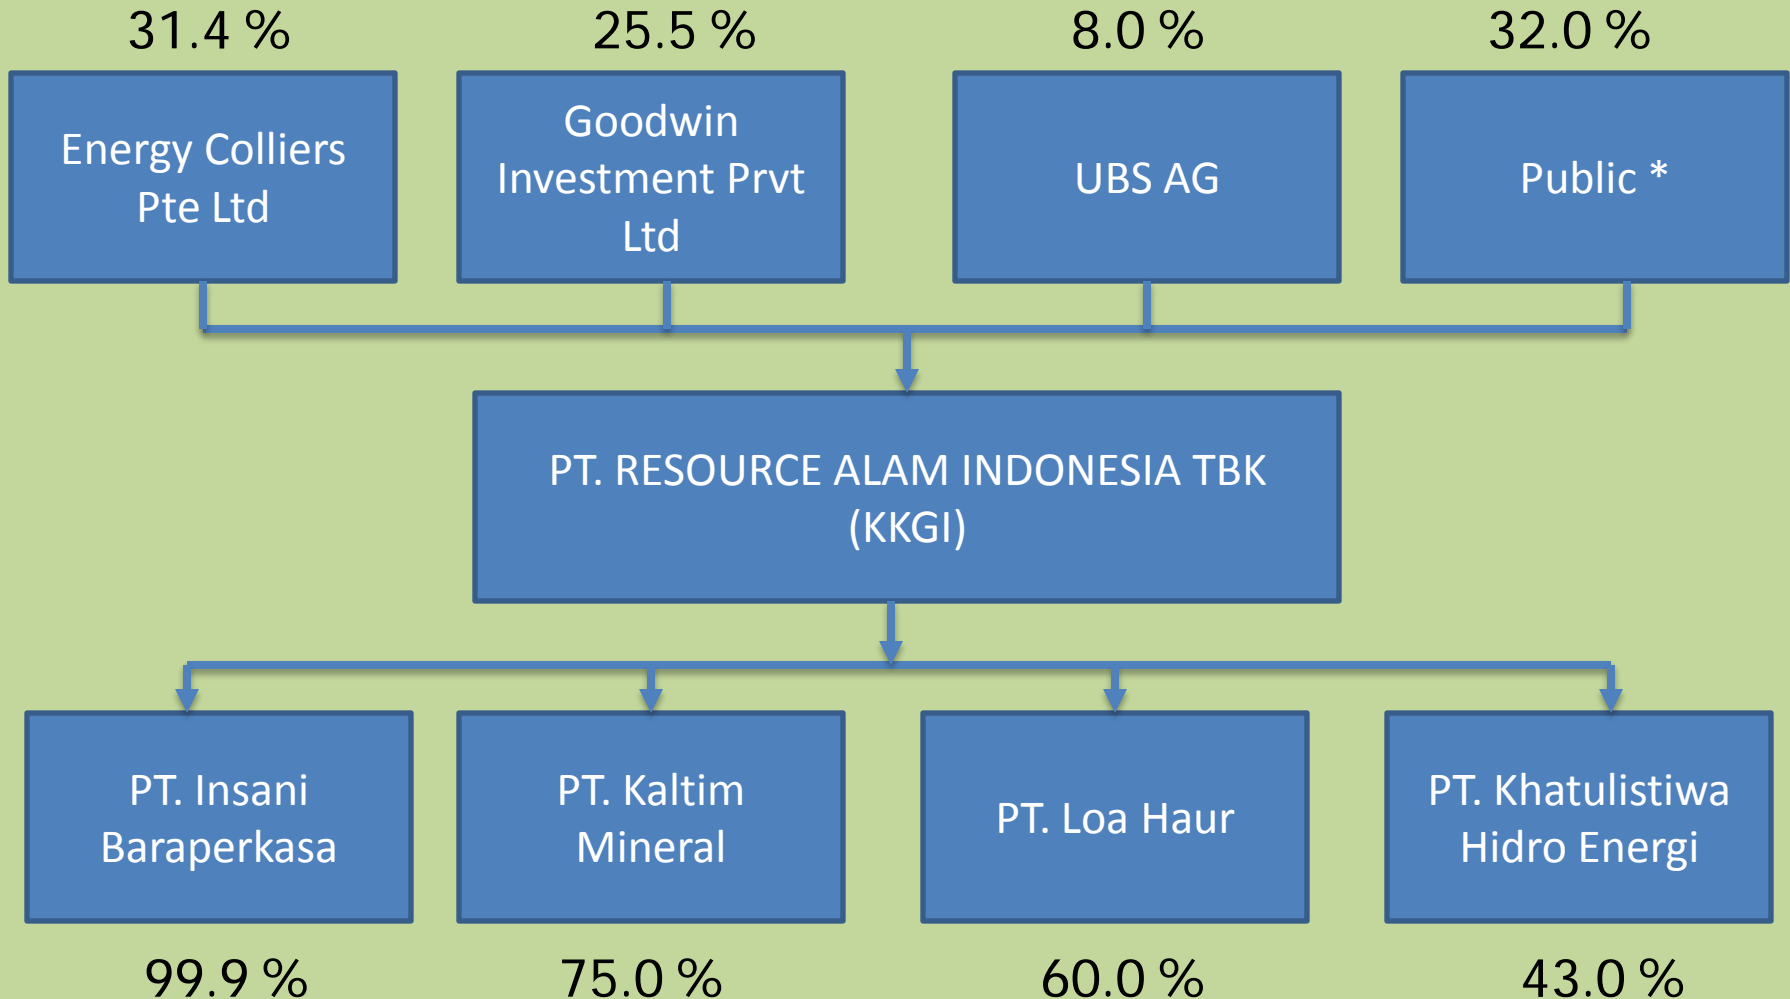 31.4 %
25.5 %
8.0 %
32.0 %
Energy Colliers
Pte Ltd
Goodwin
Investment Prvt
Ltd
UBS AG
Public *
PT. RESOURCE ALAM INDONESIA TBK
(KKGI)
PT. Insani
Baraperkasa
PT. Kaltim
Mineral
PT. Loa Haur
PT. Khatulistiwa
Hidro Energi
99.9 %
75.0 %
60.0 %
43.0 %